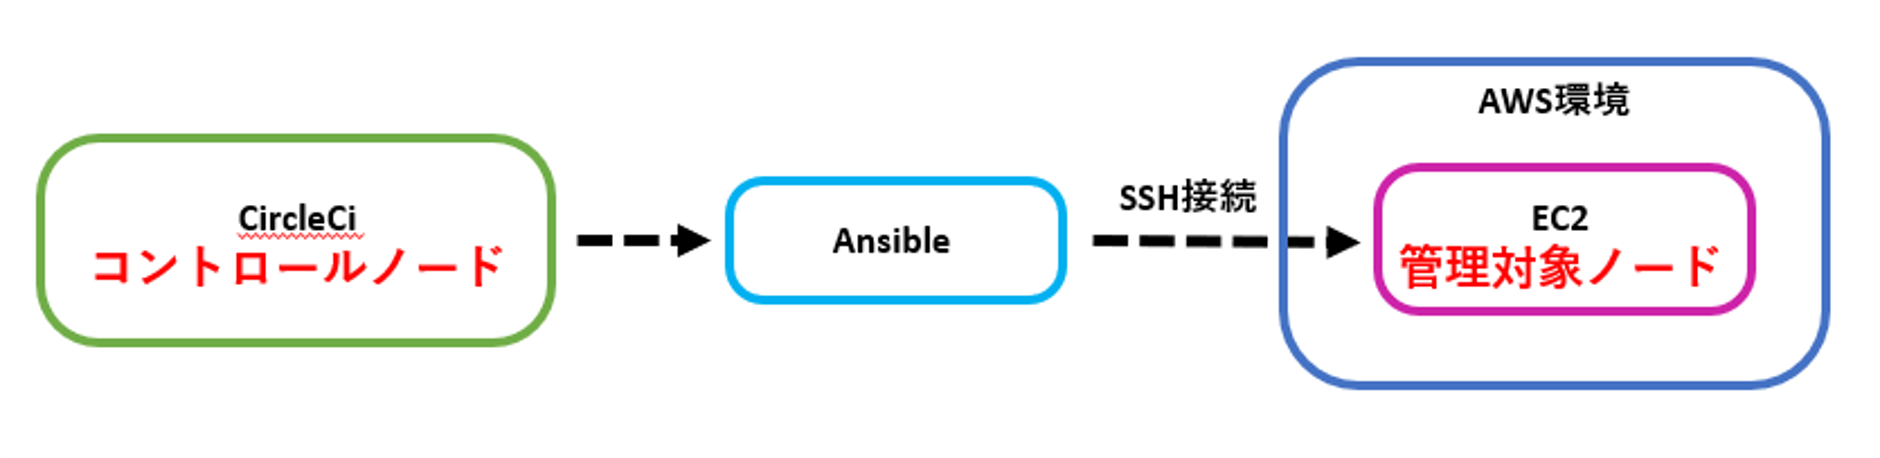 CircleCi
コントロールノード
Ansible
SSH接続
AWS環境
EC2
管理対象ノード